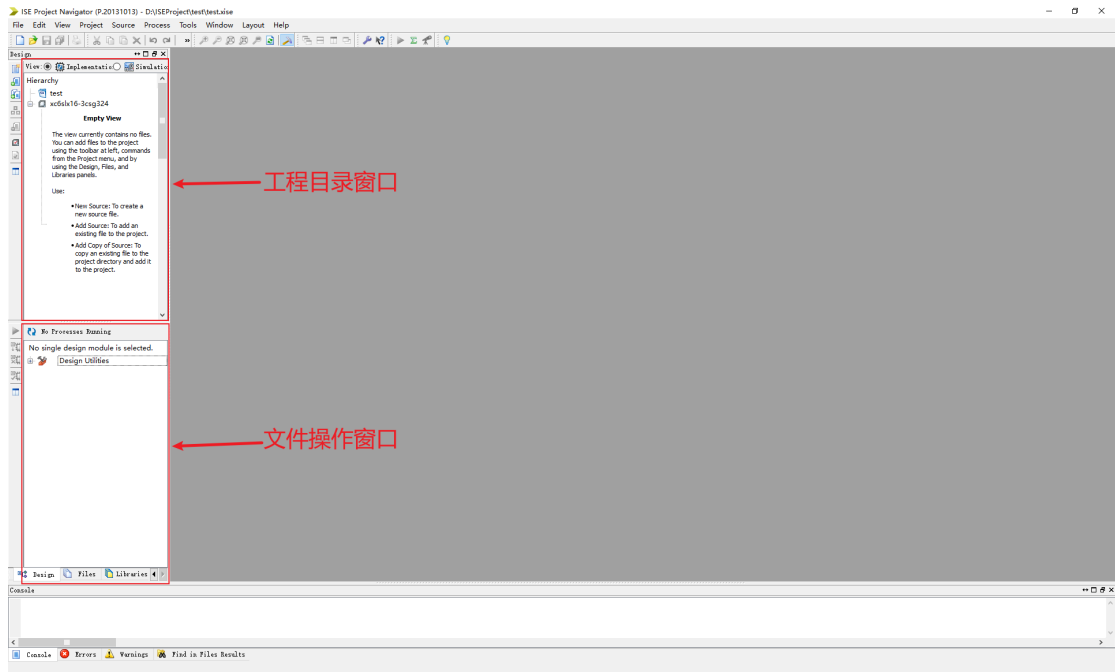 ISE Project Navigator (P.20131013) - D:\ISEProject\test\test.xise
File Edit View Project Source Process Tools Window Layout Help
Design
View: Implementatio Simulatio
Hierarchy
test
xc6slx16-3csg324
Empty View
The view currently contains no files.
You can add files to the project
using the toolbar at left, commands
from the Project menu, and by
using the Design, Files, and
Libraries panels.
Use:
• New Source: To create a
new source file.
• Add Source: To add an
existing file to the project.
• Add Copy of Source: To
copy an existing file to the
project directory and add it
to the project.
工程目录窗口
No Processes Running
No single design module is selected.
Design Utilities
文件操作窗口
Design Files Libraries
Console
Console Errors Warnings Find in Files Results